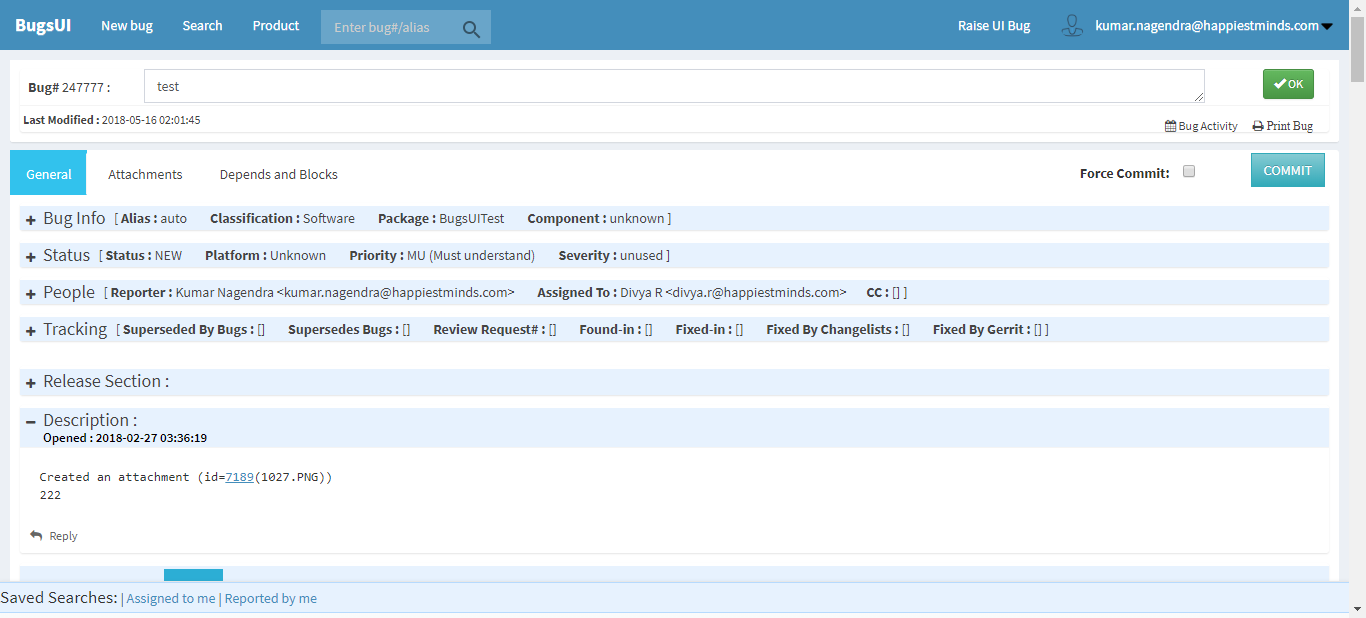 BugsUI New bug Search Product Enter bug#/alias Raise UI Bug kumar.nagendra@happiestminds.com
Bug# 247777 : test OK
Last Modified : 2018-05-16 02:01:45 Bug Activity Print Bug
General Attachments Depends and Blocks Force Commit: COMMIT
Bug Info [ Alias : auto Classification : Software Package : BugsUITest Component : unknown ]
Status [ Status : NEW Platform : Unknown Priority : MU (Must understand) Severity : unused ]
People [ Reporter : Kumar Nagendra <kumar.nagendra@happiestminds.com> Assigned To : Divya R <divya.r@happiestminds.com> CC : [] ]
Tracking [ Superseded By Bugs : [] Supersedes Bugs : [] Review Request# : [] Found-in : [] Fixed-in : [] Fixed By Changelists : [] Fixed By Gerrit : [] ]
Release Section :
Description :
Opened : 2018-02-27 03:36:19
Created an attachment (id=7189(1027.PNG))
222
Reply
Saved Searches: | Assigned to me | Reported by me